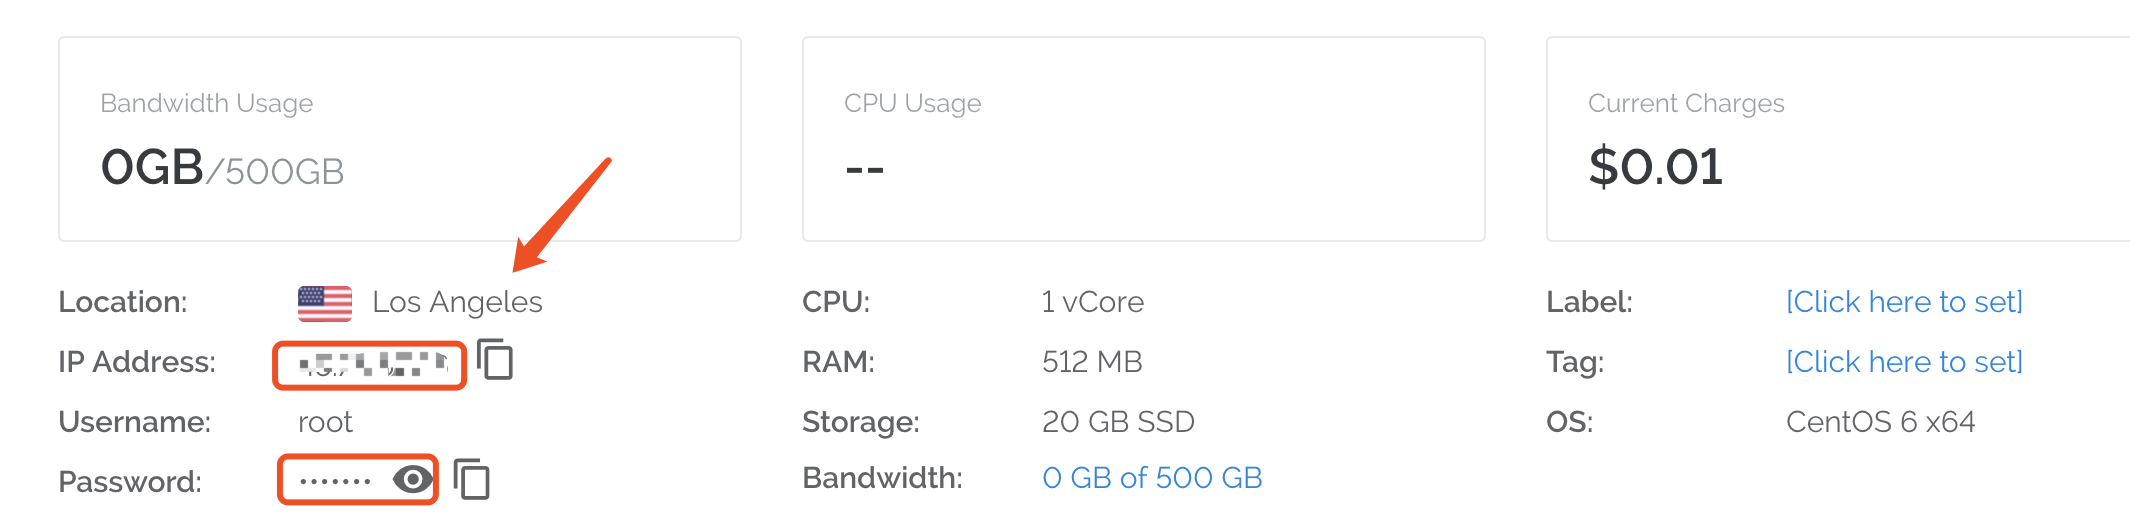 Bandwidth Usage
0GB/500GB
CPU Usage
--
Current Charges
$0.01
Location: Los Angeles
IP Address:
Username: root
Password: •••••••
CPU: 1 vCore
RAM: 512 MB
Storage: 20 GB SSD
Bandwidth: 0 GB of 500 GB
Label: [Click here to set]
Tag: [Click here to set]
OS: CentOS 6 x64